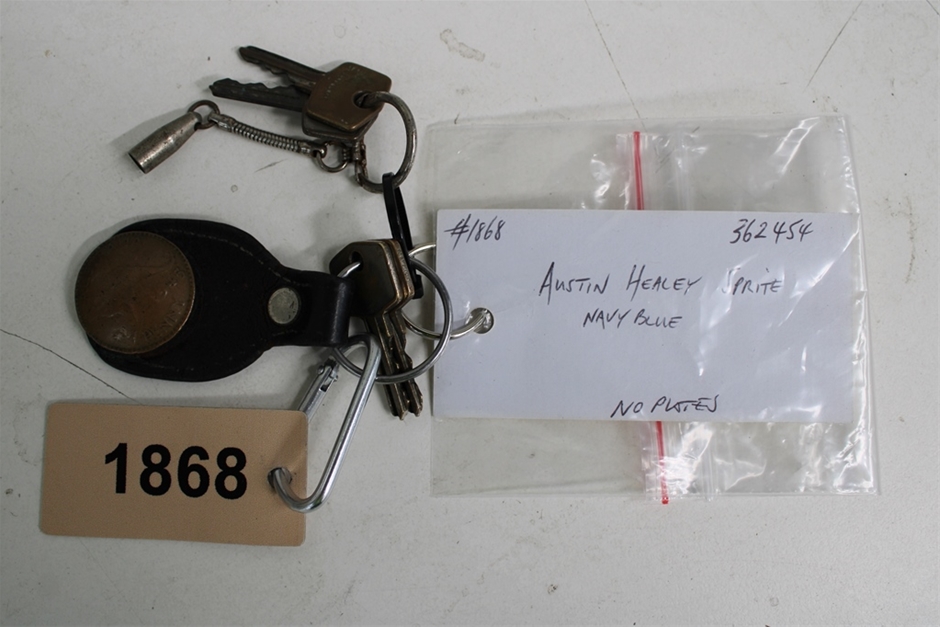 #1868 362454
AUSTIN HEALEY SPRITE
NAVY BLUE
NO PLATES
1868